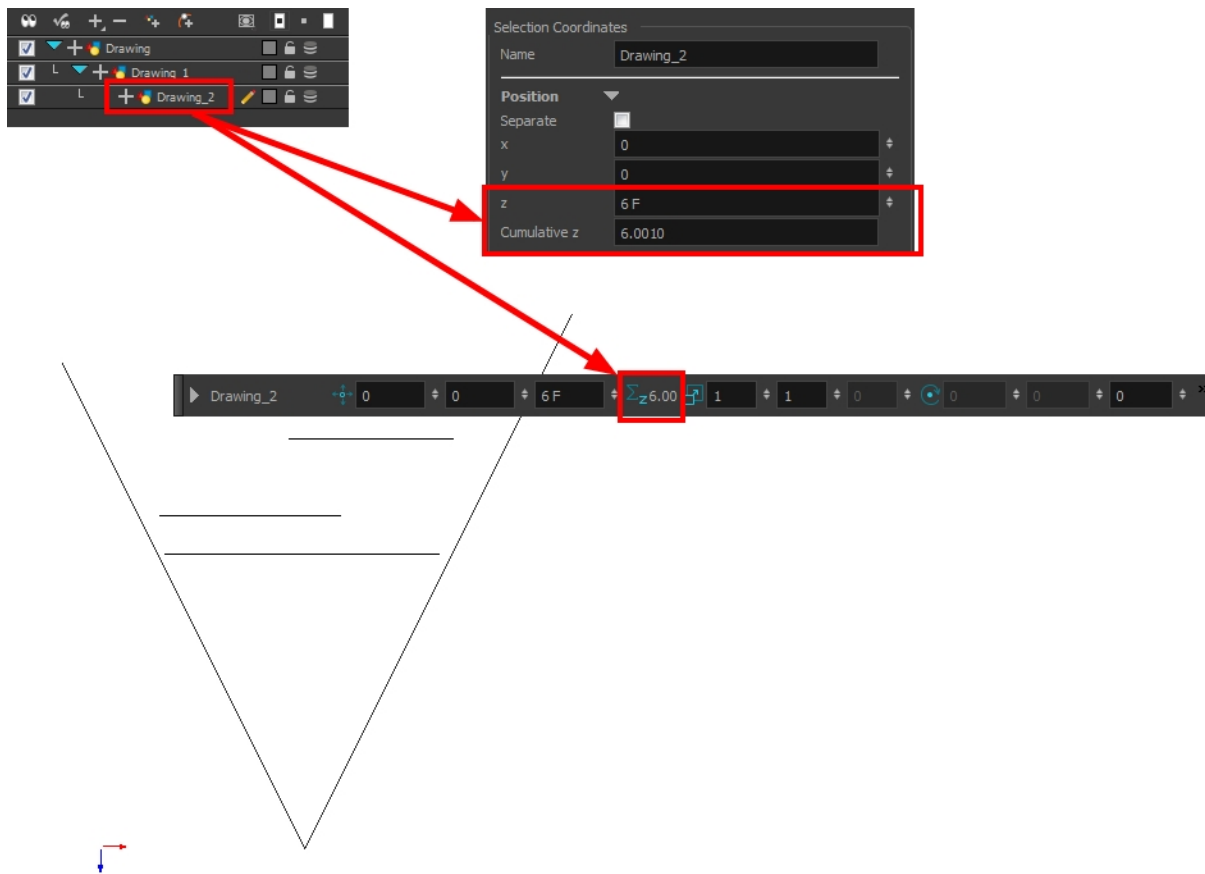 Drawing
Drawing_1
Drawing_2
Selection Coordinates
Name Drawing_2
Position
Separate
x 0
y 0
z 6 F
Cumulative z 6.0010
Drawing_2 0 0 6 F Σz6.00 1 1 0 0 0 0 »